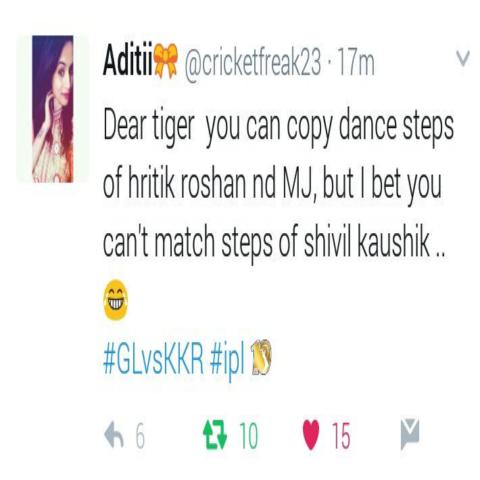 Aditii🎀 @cricketfreak23 · 17m
Dear tiger you can copy dance steps
of hritik roshan nd MJ, but I bet you
can't match steps of shivil kaushik ..
😂
#GLvsKKR #ipl 10
6 10 15